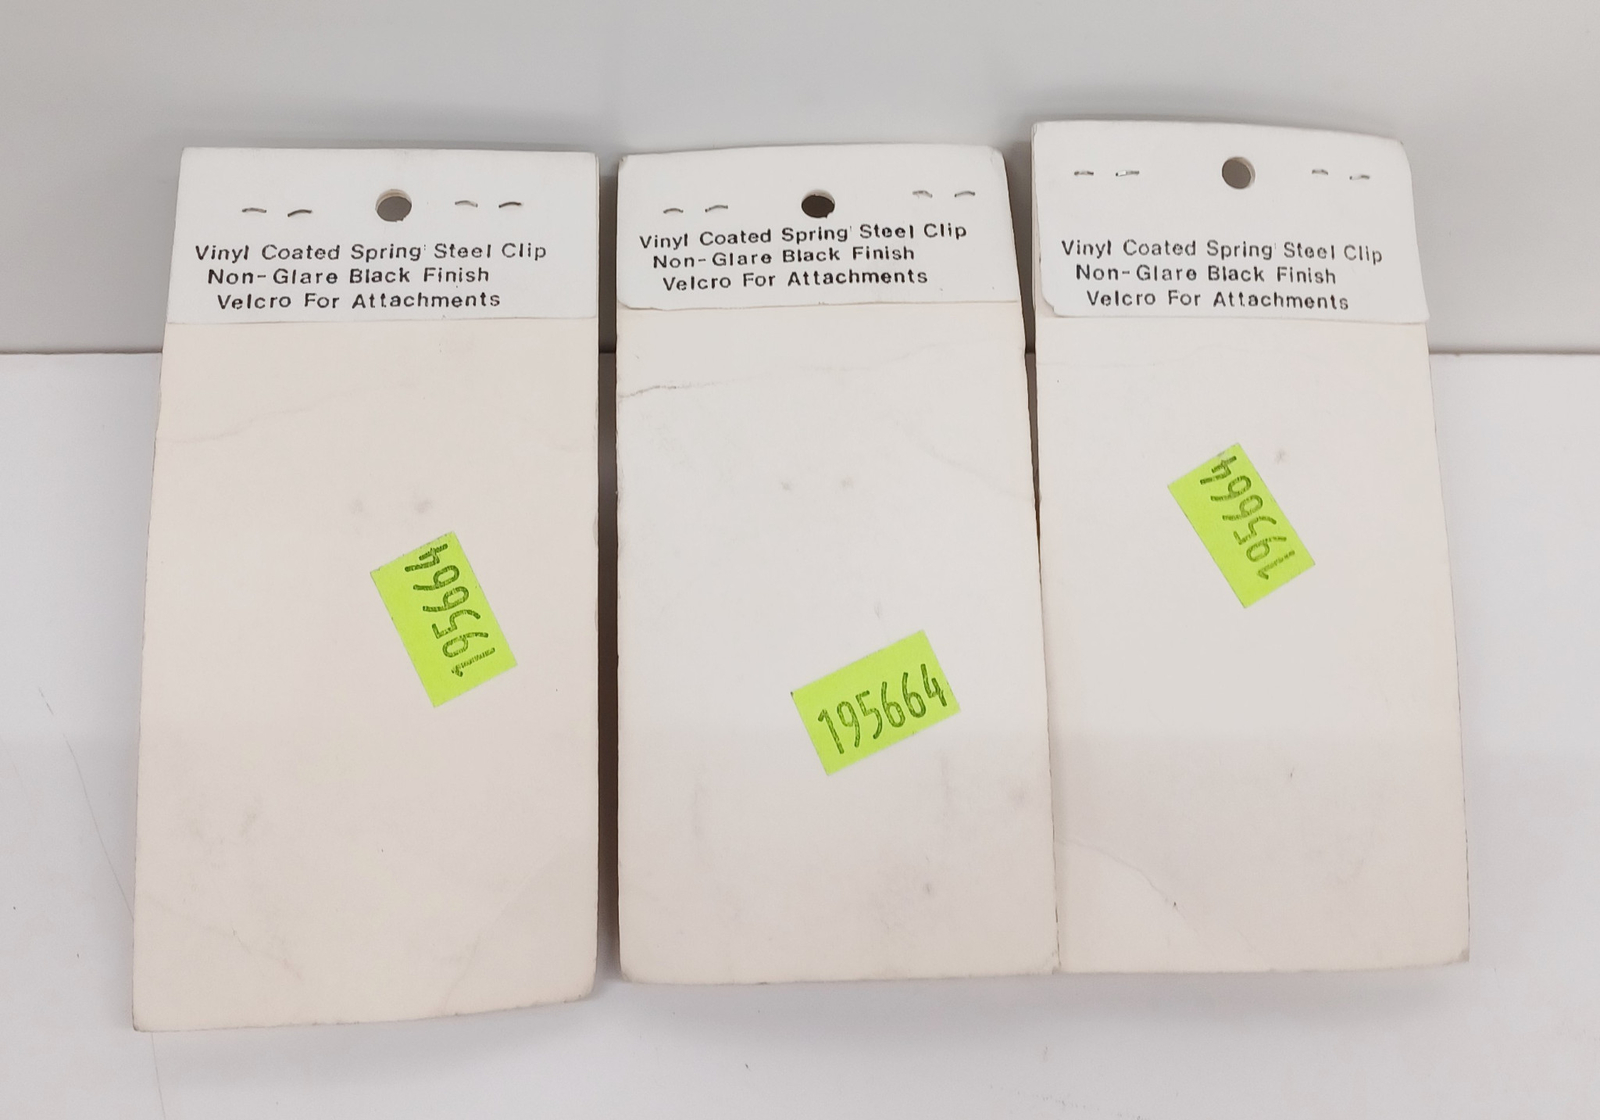 Vinyl Coated Spring Steel Clip
Non-Glare Black Finish
Velcro For Attachments
195664
Vinyl Coated Spring Steel Clip
Non-Glare Black Finish
Velcro For Attachments
195664
Vinyl Coated Spring Steel Clip
Non-Glare Black Finish
Velcro For Attachments
195664